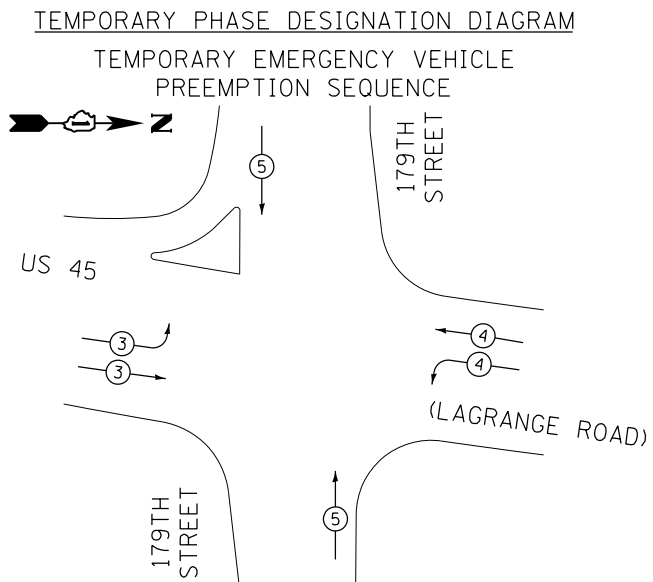 TEMPORARY PHASE DESIGNATION DIAGRAM
TEMPORARY EMERGENCY VEHICLE
PREEMPTION SEQUENCE
N
179TH
STREET
5
US 45
3
3
4
4
(LAGRANGE ROAD)
179TH
STREET
5